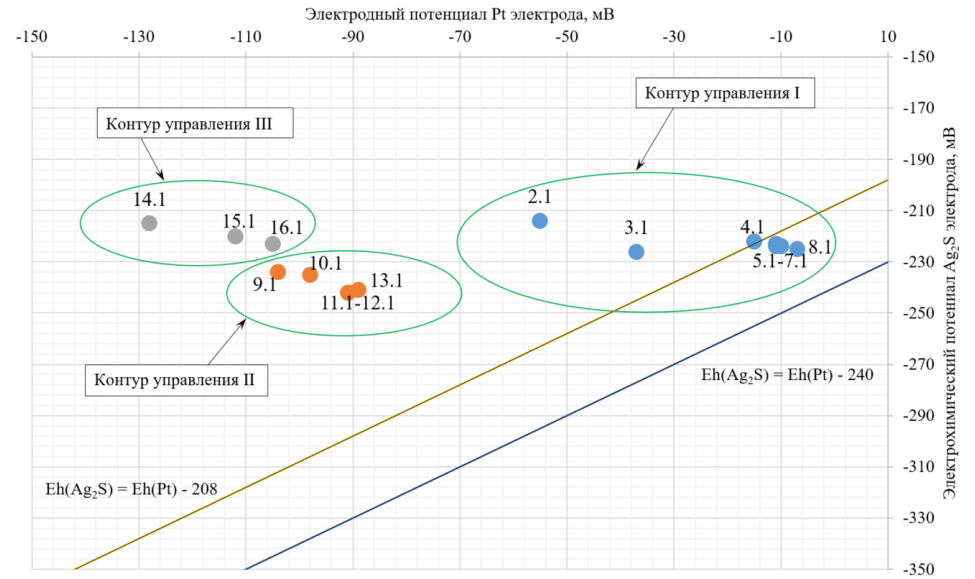 Электродный потенциал Pt электрода, мВ
-150 -130 -110 -90 -70 -50 -30 -10 10
-150
-170
-190
-210
-230
-250
-270
-290
-310
-330
-350
Электрохимический потенциал Ag2S электрода, мВ
Контур управления I
Контур управления III
14.1
15.1
16.1
2.1
3.1
4.1
5.1-7.1
8.1
9.1
10.1
11.1-12.1
13.1
Контур управления II
Eh(Ag₂S) = Eh(Pt) - 240
Eh(Ag₂S) = Eh(Pt) - 208